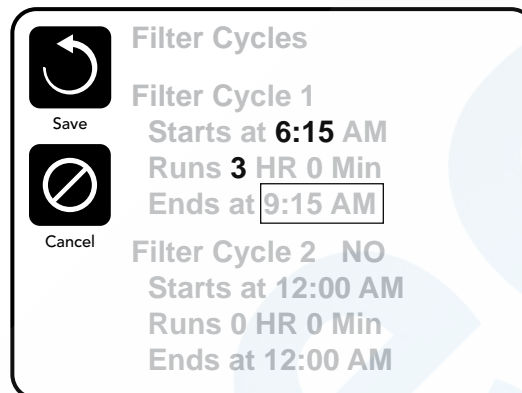 Filter Cycles
Save
Filter Cycle 1
Starts at 6:15 AM
Runs 3 HR 0 Min
Ends at 9:15 AM
Cancel
Filter Cycle 2 NO
Starts at 12:00 AM
Runs 0 HR 0 Min
Ends at 12:00 AM